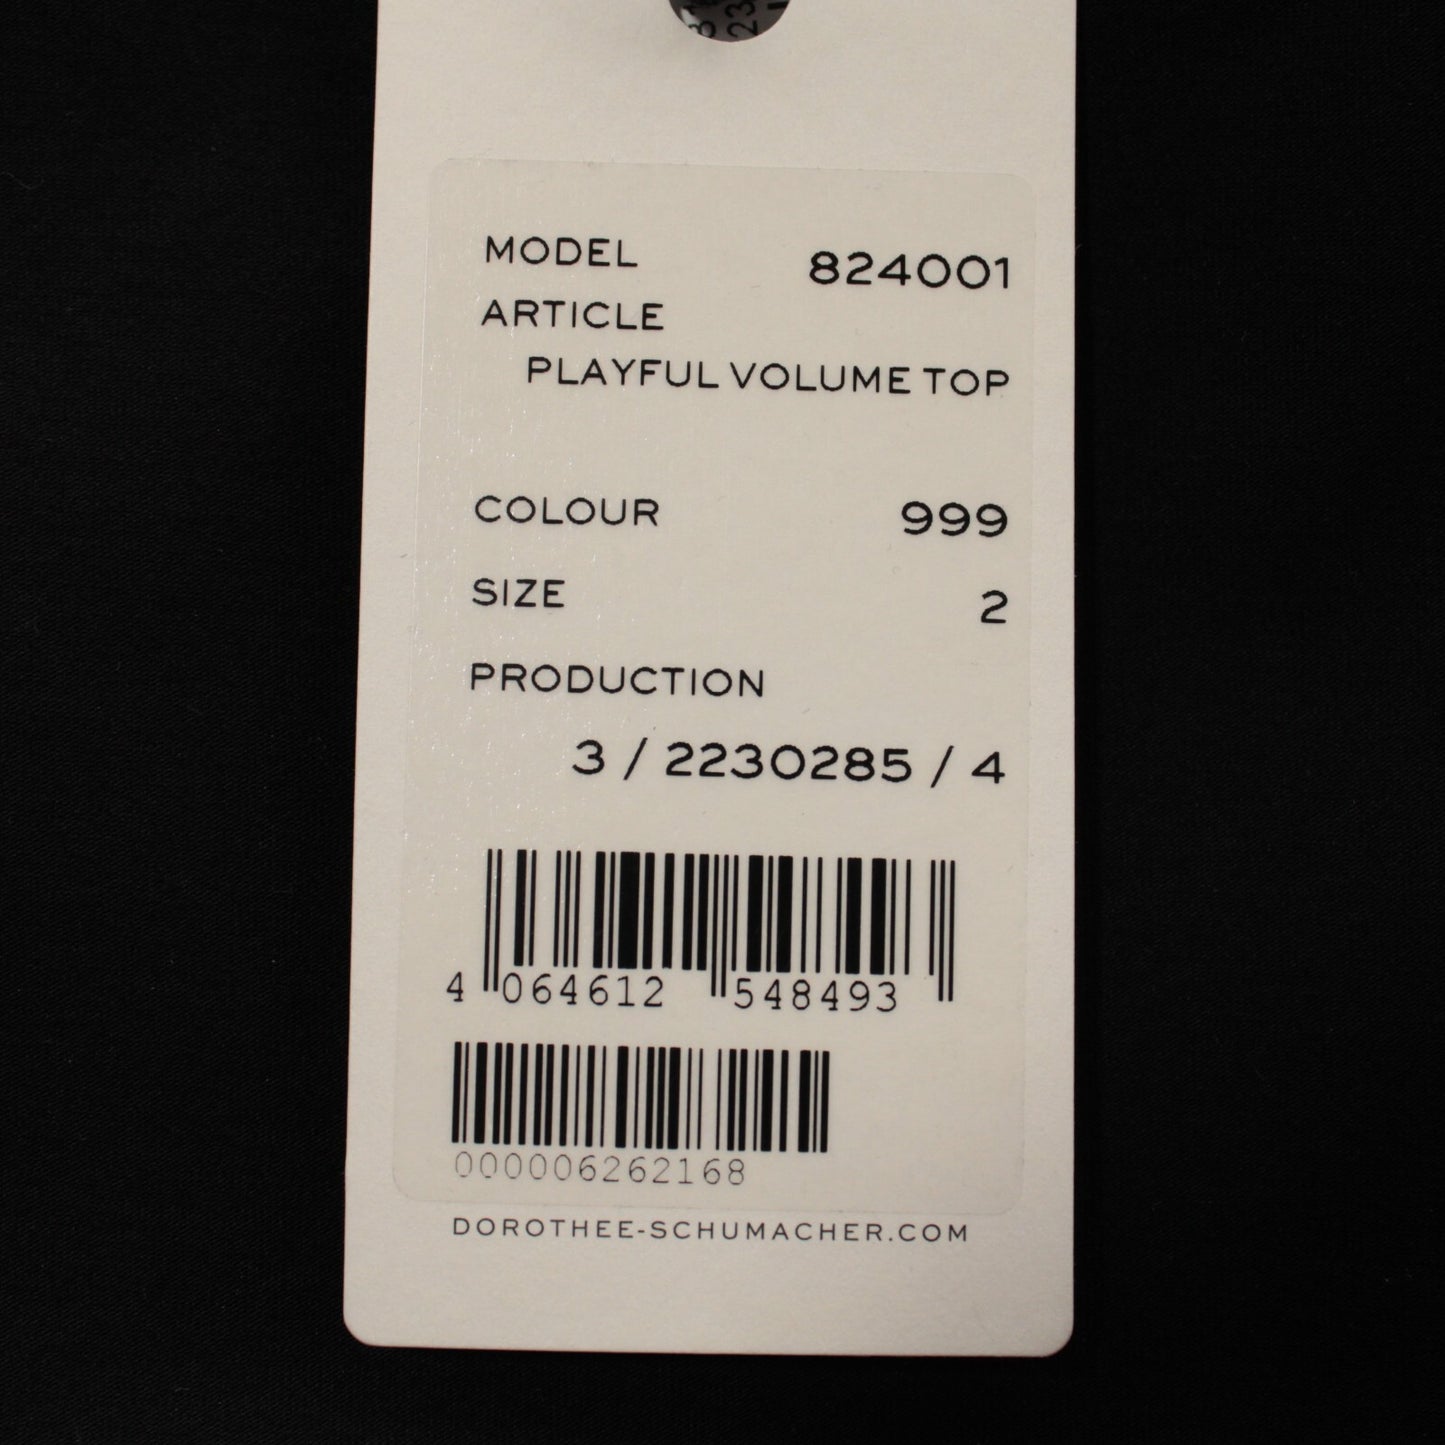 MODEL 824001
ARTICLE
PLAYFUL VOLUME TOP
COLOUR 999
SIZE 2
PRODUCTION
3 / 2230285 / 4
4 064612 548493
000006262168
DOROTHEE-SCHUMACHER.COM